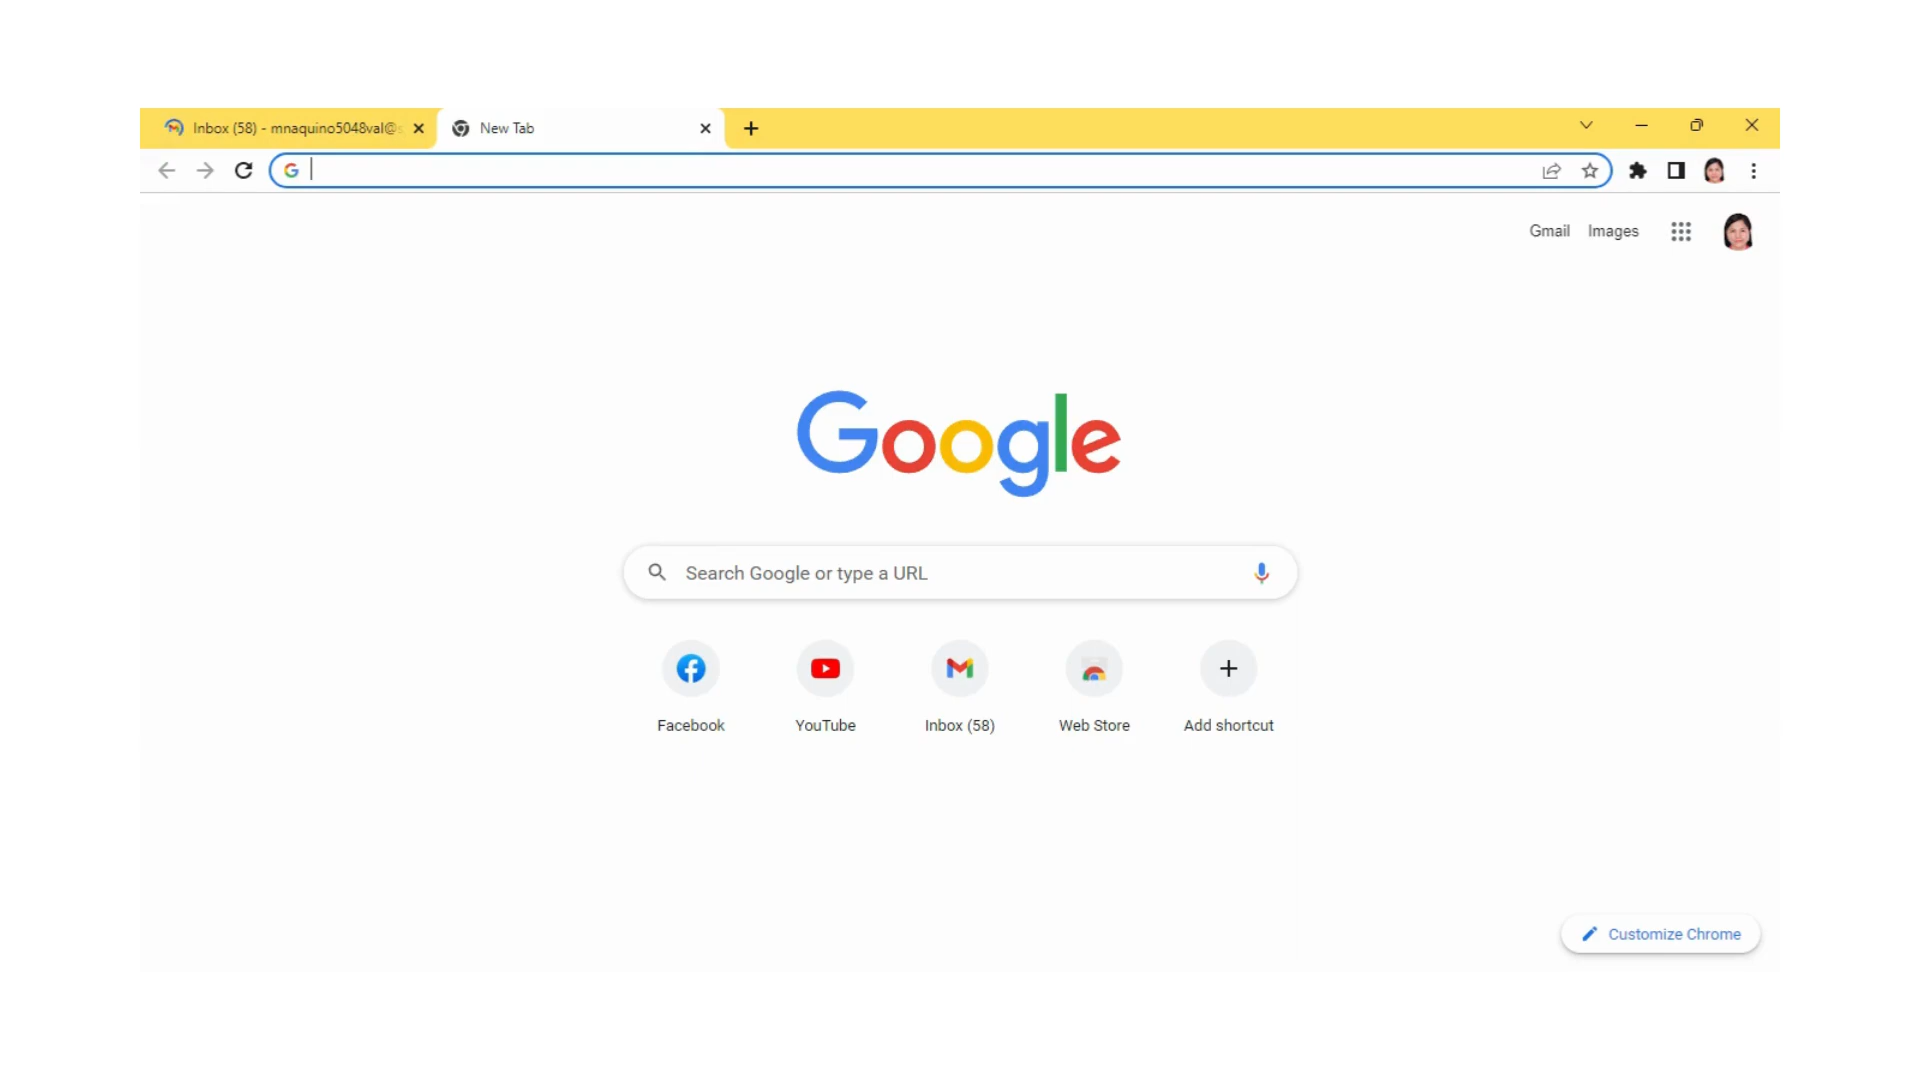 Inbox (58) - mnaquino5048val@s
New Tab
Gmail Images
Google
Search Google or type a URL
Facebook YouTube Inbox (58) Web Store Add shortcut
Customize Chrome